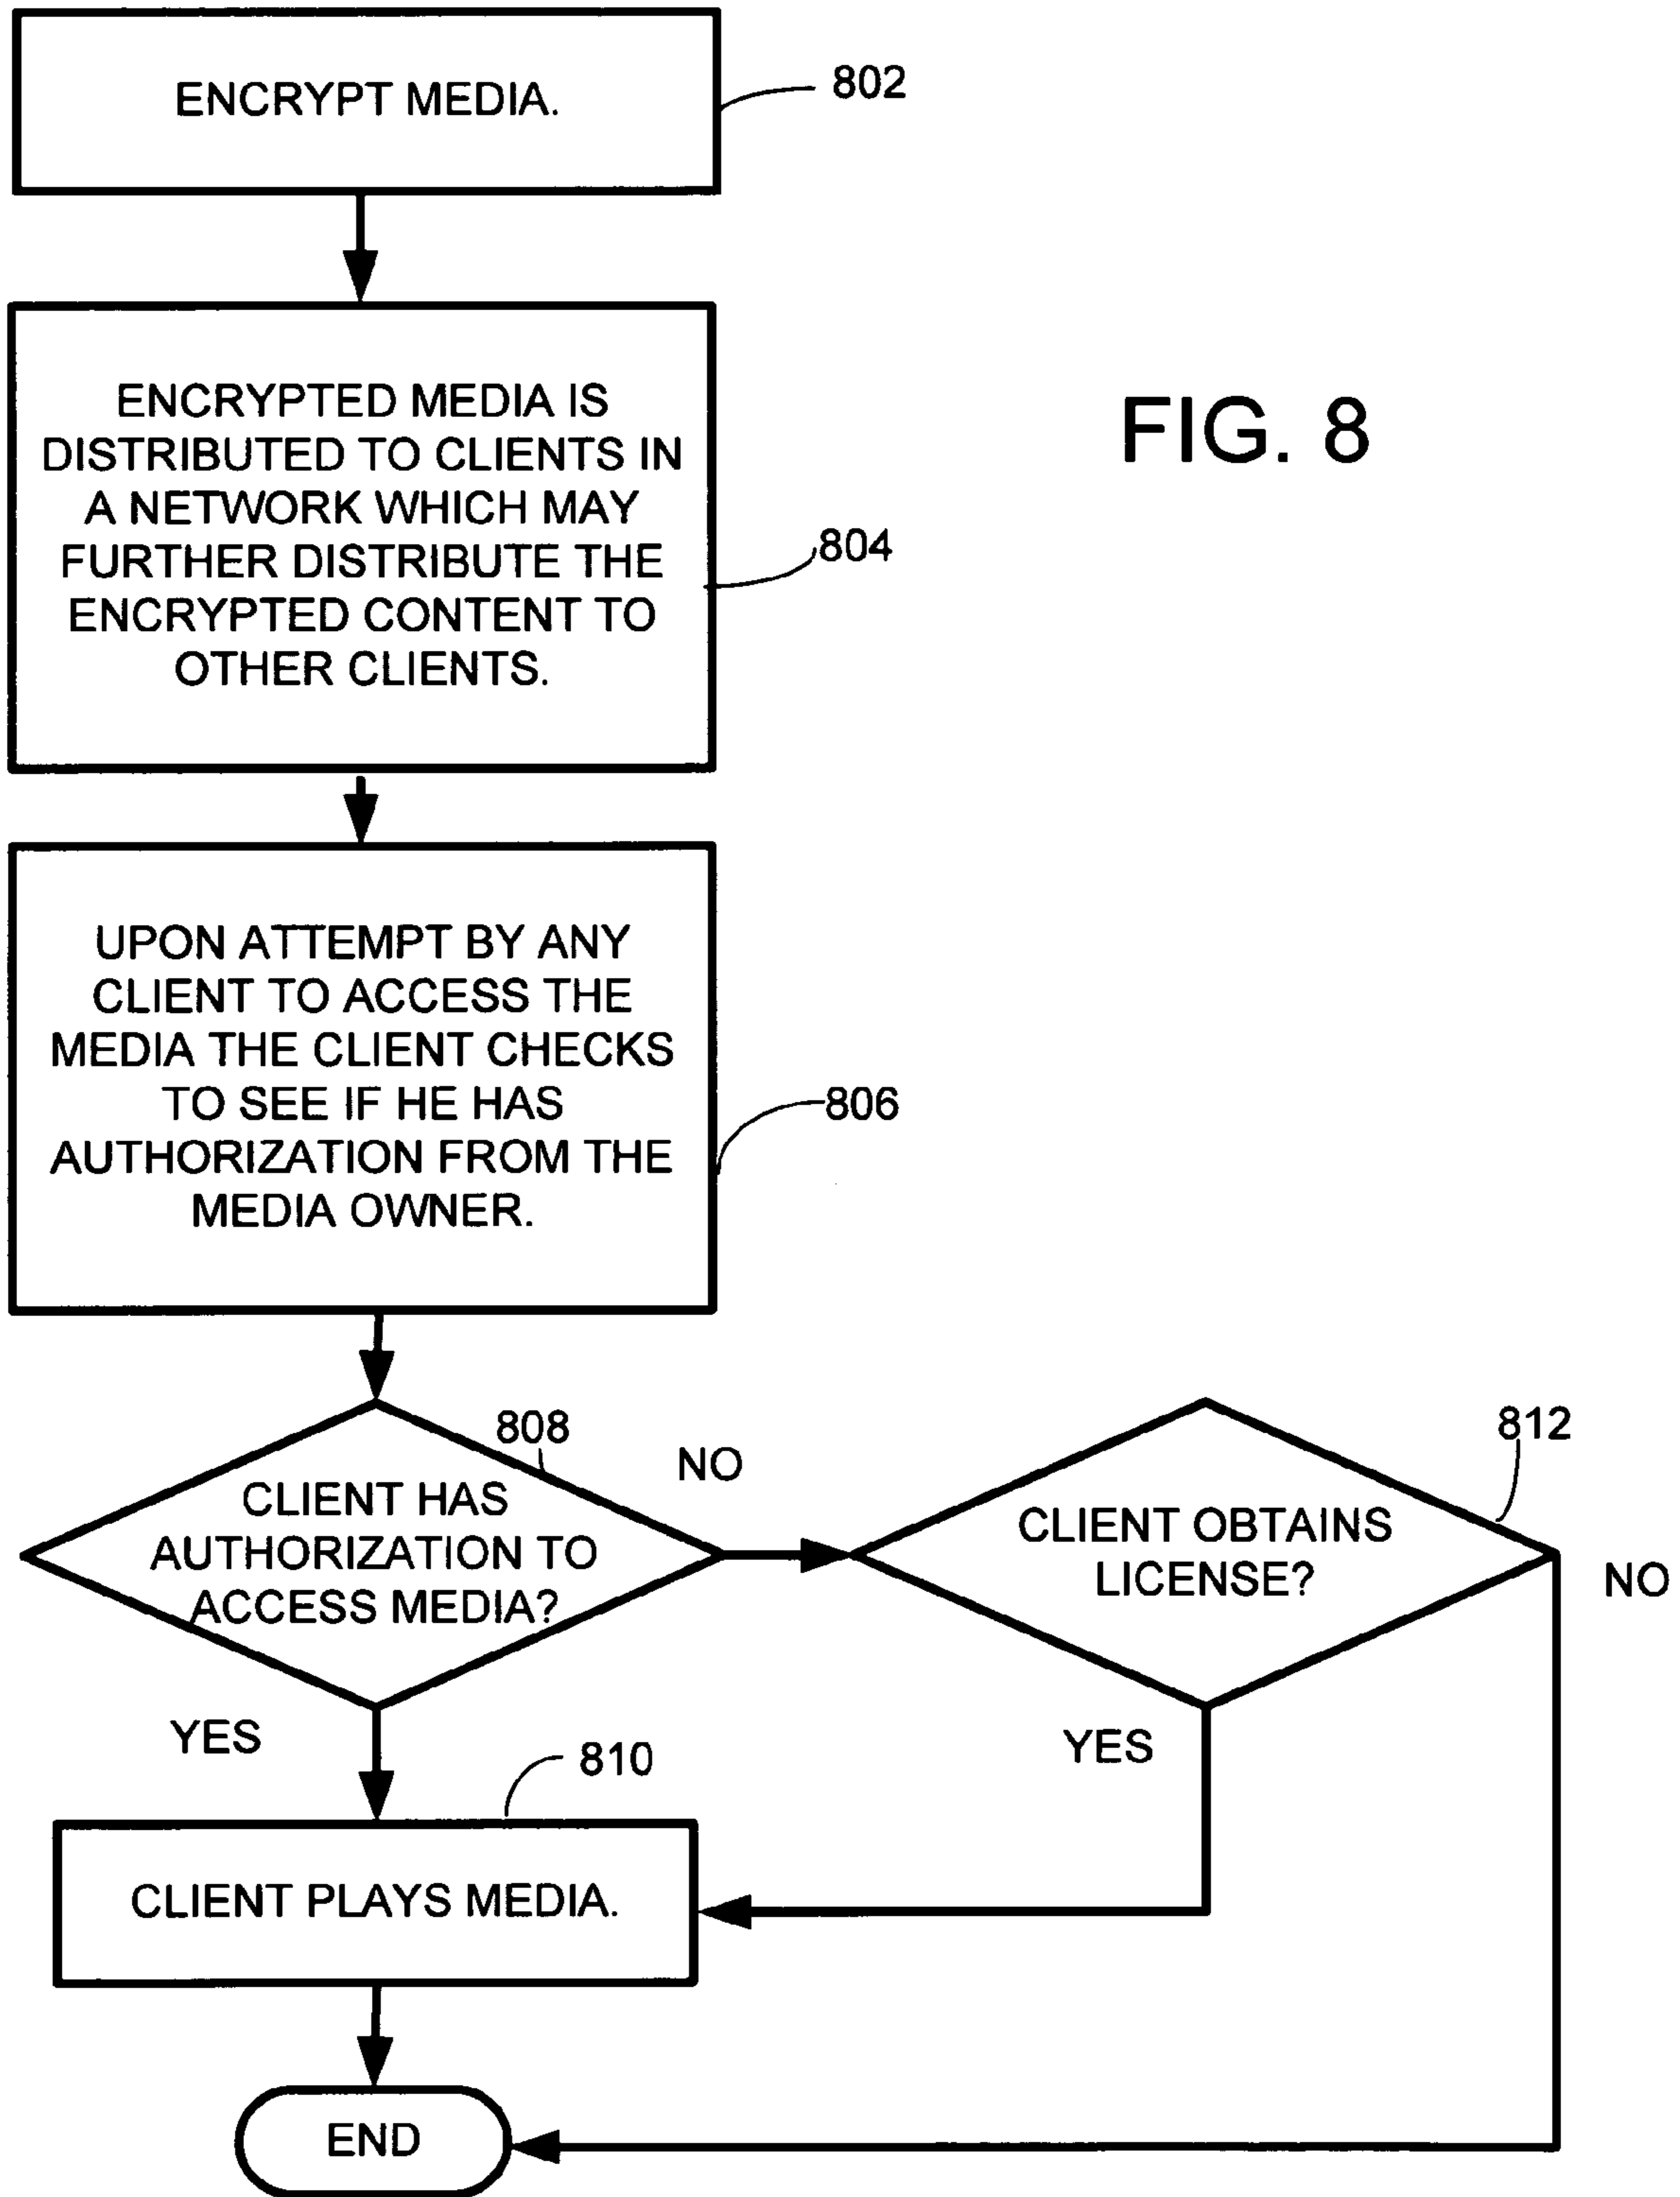 ENCRYPT MEDIA.
802
ENCRYPTED MEDIA IS
DISTRIBUTED TO CLIENTS IN
A NETWORK WHICH MAY
FURTHER DISTRIBUTE THE
ENCRYPTED CONTENT TO
OTHER CLIENTS.
804
FIG. 8
UPON ATTEMPT BY ANY
CLIENT TO ACCESS THE
MEDIA THE CLIENT CHECKS
TO SEE IF HE HAS
AUTHORIZATION FROM THE
MEDIA OWNER.
806
808
CLIENT HAS
AUTHORIZATION TO
ACCESS MEDIA?
NO
812
CLIENT OBTAINS
LICENSE?
NO
YES
YES
810
CLIENT PLAYS MEDIA.
END